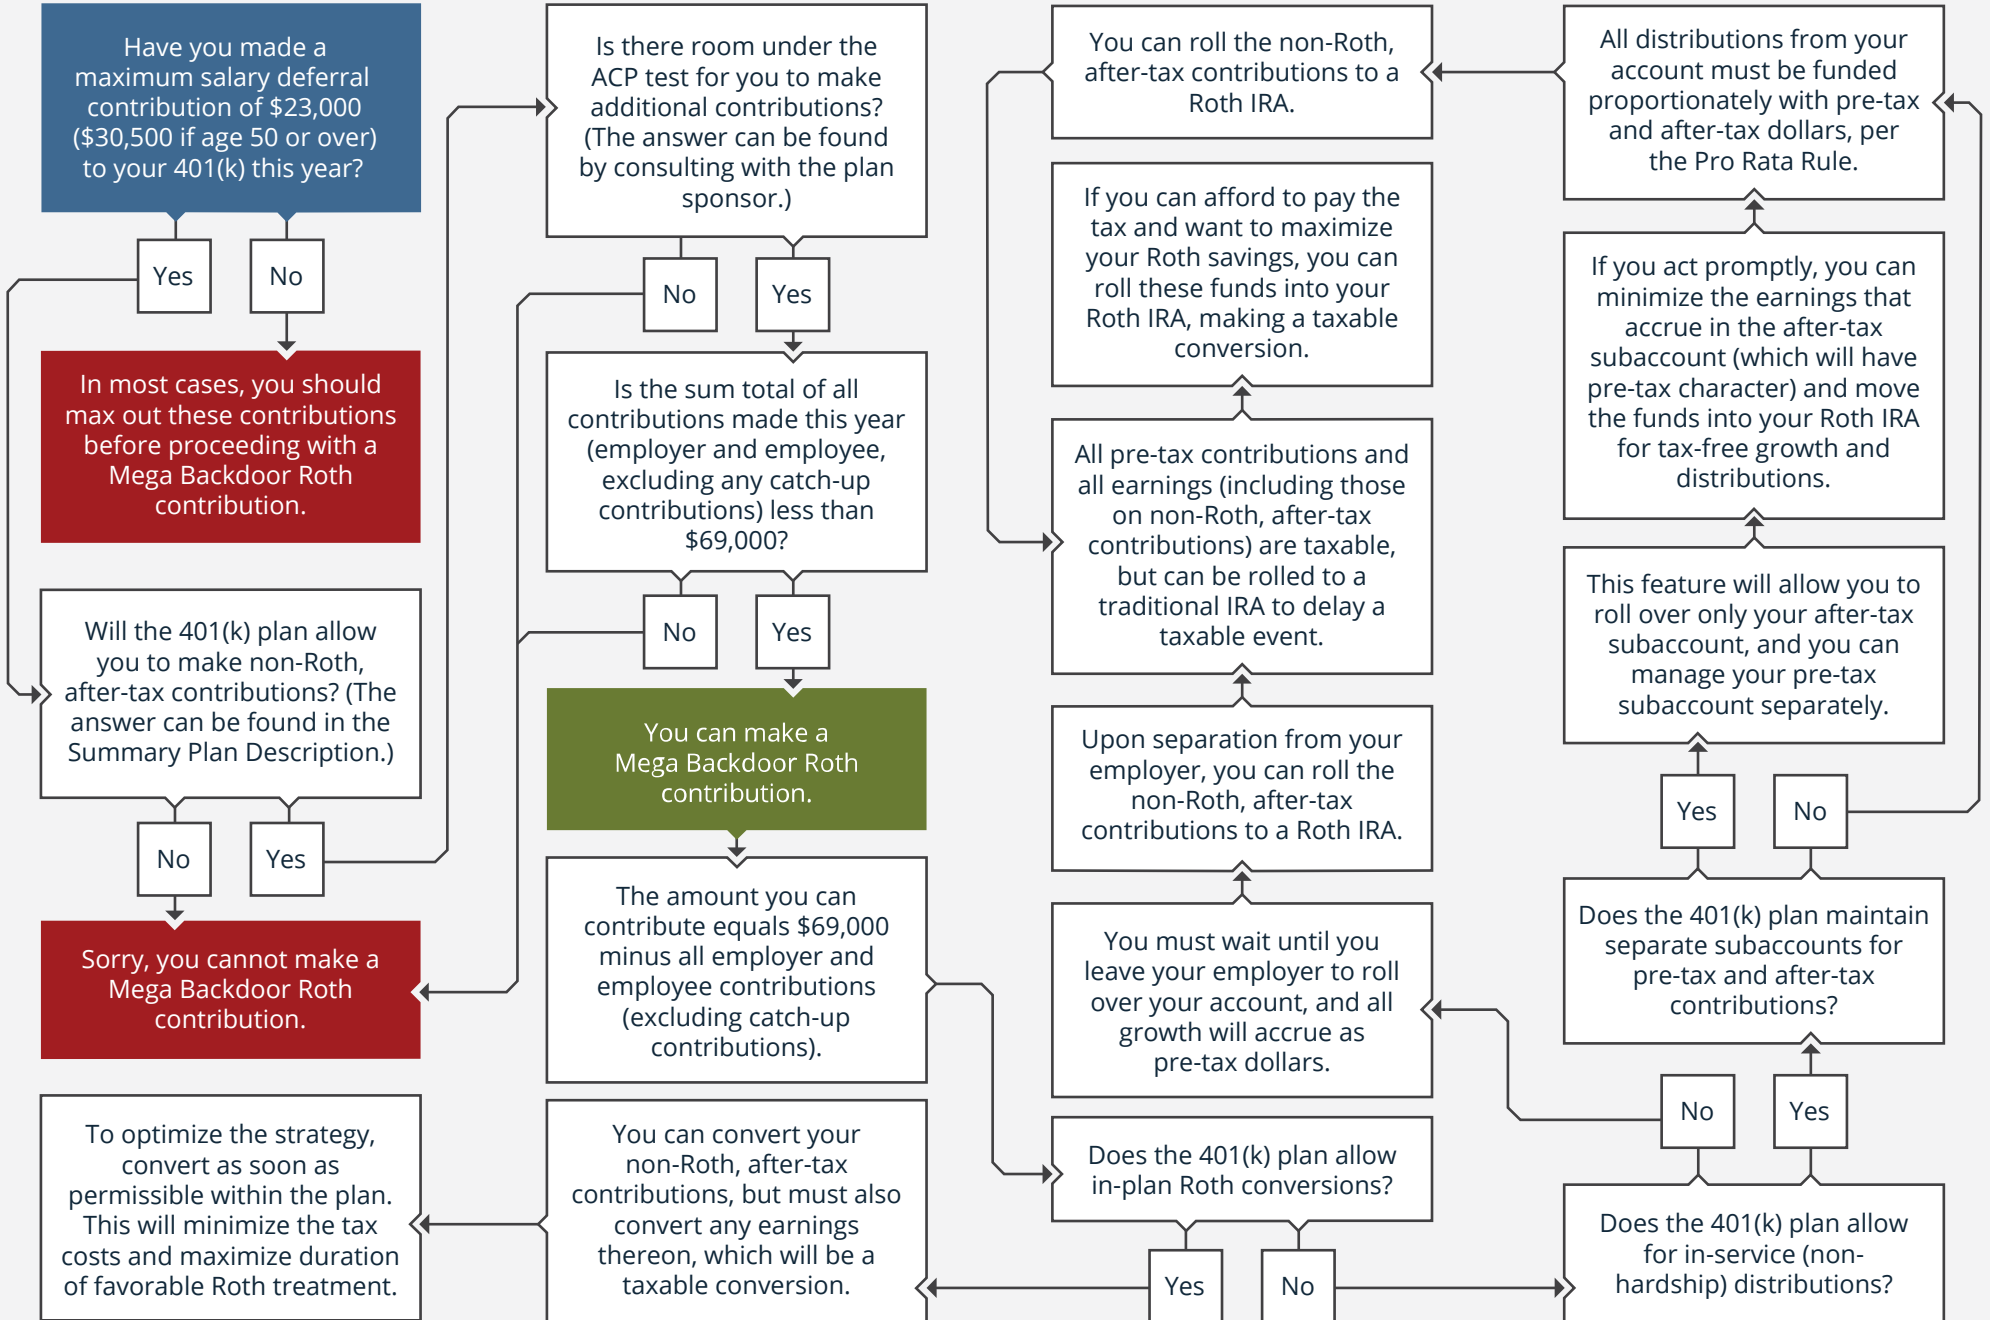 Have you made a
maximum salary deferral
contribution of $23,000
($30,500 if age 50 or over)
to your 401(k) this year?
Yes
No
In most cases, you should
max out these contributions
before proceeding with a
Mega Backdoor Roth
contribution.
Will the 401(k) plan allow
you to make non-Roth,
after-tax contributions? (The
answer can be found in the
Summary Plan Description.)
No
Yes
Sorry, you cannot make a
Mega Backdoor Roth
contribution.
Is there room under the
ACP test for you to make
additional contributions?
(The answer can be found
by consulting with the plan
sponsor.)
No
Yes
Is the sum total of all
contributions made this year
(employer and employee,
excluding any catch-up
contributions) less than
$69,000?
No
Yes
You can make a
Mega Backdoor Roth
contribution.
The amount you can
contribute equals $69,000
minus all employer and
employee contributions
(excluding catch-up
contributions).
Does the 401(k) plan allow
in-plan Roth conversions?
Yes
No
You can convert your
non-Roth, after-tax
contributions, but must also
convert any earnings
thereon, which will be a
taxable conversion.
To optimize the strategy,
convert as soon as
permissible within the plan.
This will minimize the tax
costs and maximize duration
of favorable Roth treatment.
Does the 401(k) plan allow
for in-service (non-
hardship) distributions?
No
Yes
You must wait until you
leave your employer to roll
over your account, and all
growth will accrue as
pre-tax dollars.
Upon separation from your
employer, you can roll the
non-Roth, after-tax
contributions to a Roth IRA.
Does the 401(k) plan maintain
separate subaccounts for
pre-tax and after-tax
contributions?
Yes
No
This feature will allow you to
roll over only your after-tax
subaccount, and you can
manage your pre-tax
subaccount separately.
If you act promptly, you can
minimize the earnings that
accrue in the after-tax
subaccount (which will have
pre-tax character) and move
the funds into your Roth IRA
for tax-free growth and
distributions.
All distributions from your
account must be funded
proportionately with pre-tax
and after-tax dollars, per
the Pro Rata Rule.
You can roll the non-Roth,
after-tax contributions to a
Roth IRA.
All pre-tax contributions and
all earnings (including those
on non-Roth, after-tax
contributions) are taxable,
but can be rolled to a
traditional IRA to delay a
taxable event.
If you can afford to pay the
tax and want to maximize
your Roth savings, you can
roll these funds into your
Roth IRA, making a taxable
conversion.